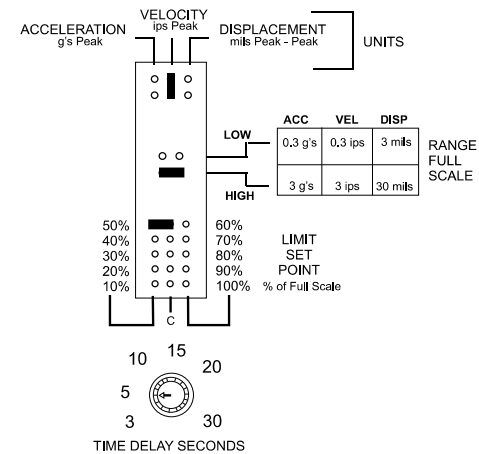 VELOCITY
ips Peak
ACCELERATION
g's Peak
DISPLACEMENT
mils Peak - Peak
UNITS
ACC VEL DISP
LOW 0.3 g's 0.3 ips 3 mils
HIGH 3 g's 3 ips 30 mils
RANGE
FULL
SCALE
50% 60%
40% 70%
30% 80%
20% 90%
10% 100%
LIMIT
SET
POINT
% of Full Scale
C
15
10 20
5
3 30
TIME DELAY SECONDS